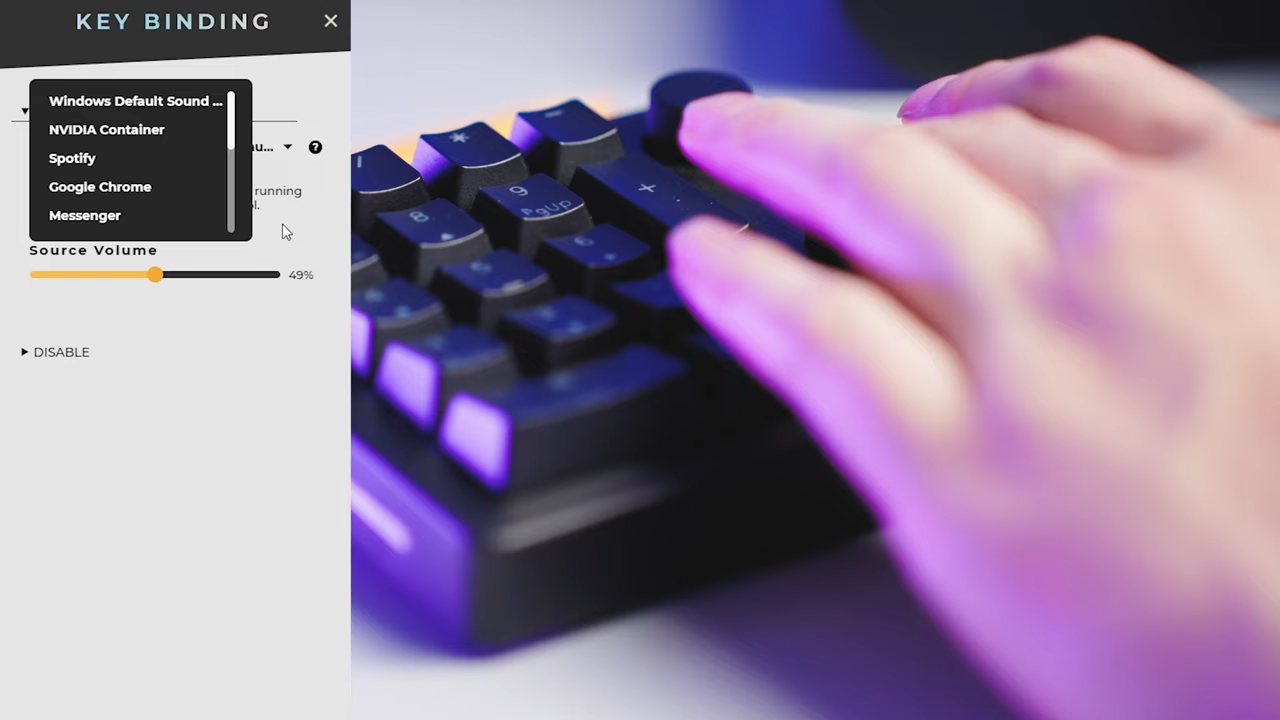 KEY BINDING
Windows Default Sound ...
NVIDIA Container
Spotify
Google Chrome
Messenger
nu...
?
running
l.
Source Volume
49%
DISABLE
*
-
9
PgUp
+
8
6